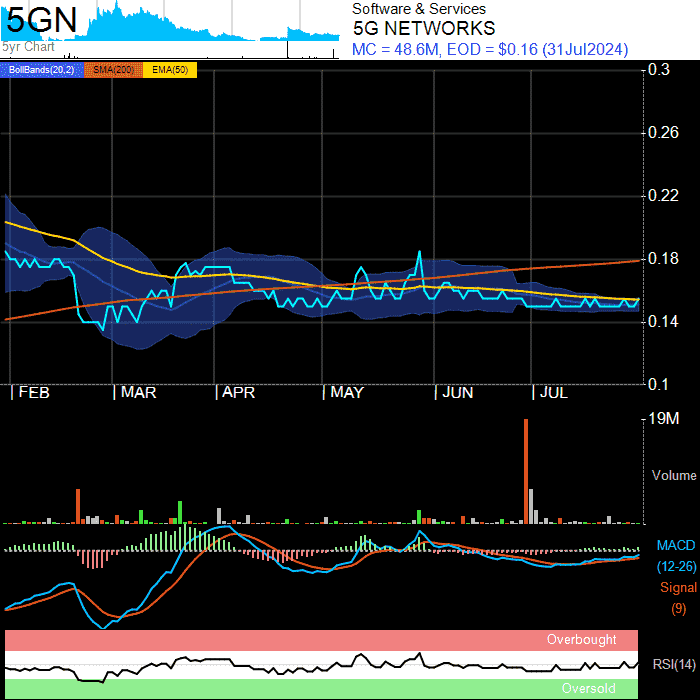 5GN
5yr Chart
Software & Services
5G NETWORKS
MC = 48.6M, EOD = $0.16 (31Jul2024)
BollBands(20,2) SMA(200) EMA(50)
0.3
0.26
0.22
0.18
0.14
0.1
FEB MAR APR MAY JUN JUL
19M
Volume
MACD
(12-26)
Signal
(9)
Overbought
RSI(14)
Oversold